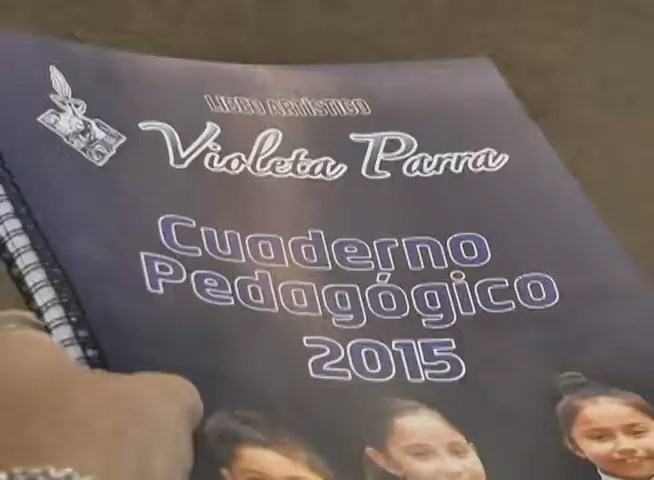 LICEO ARTÍSTICO
Violeta Parra
Cuaderno
Pedagógico
2015